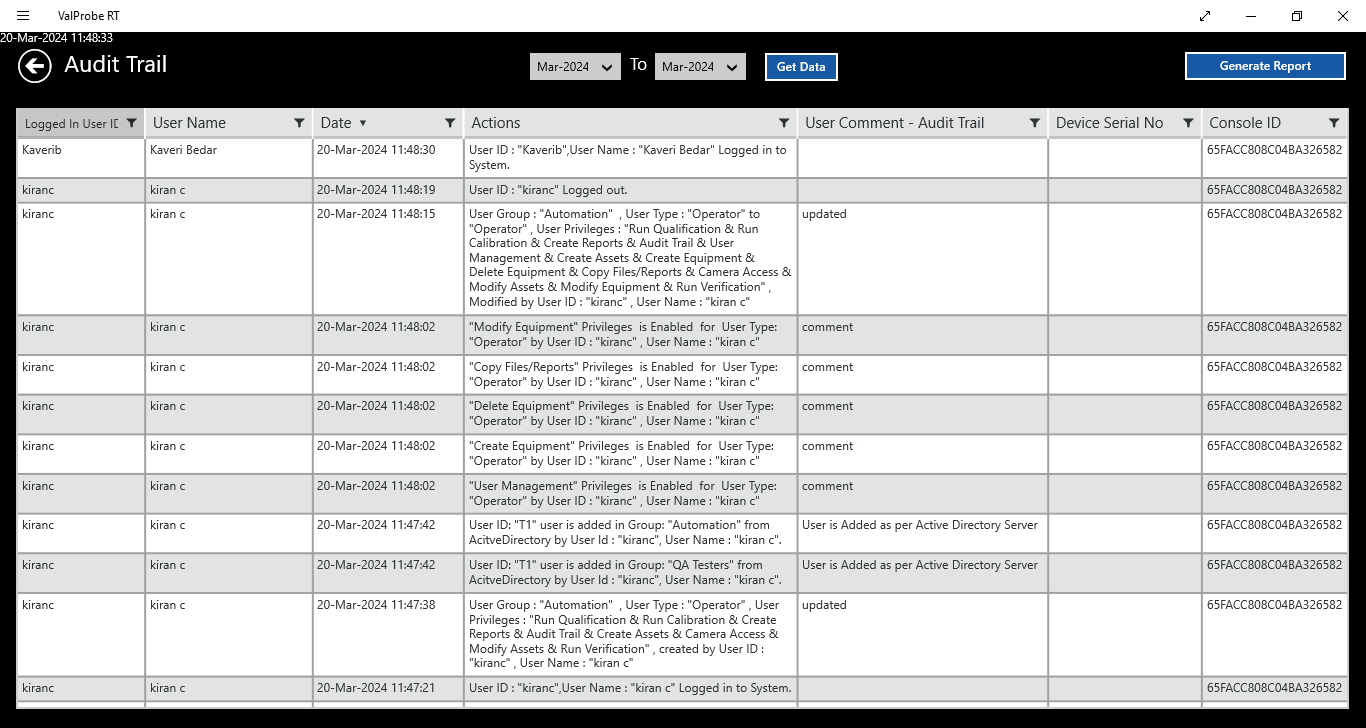 ValProbe RT
20-Mar-2024 11:48:33
Audit Trail
Mar-2024 To Mar-2024 Get Data Generate Report
Logged In User ID User Name Date Actions User Comment - Audit Trail Device Serial No Console ID
Kaverib Kaveri Bedar 20-Mar-2024 11:48:30 User ID : "Kaverib",User Name : "Kaveri Bedar" Logged in to 65FACC808C04BA326582
System.
kiranc kiran c 20-Mar-2024 11:48:19 User ID : "kiranc" Logged out. 65FACC808C04BA326582
kiranc kiran c 20-Mar-2024 11:48:15 User Group : "Automation" , User Type : "Operator" to updated 65FACC808C04BA326582
"Operator" , User Privileges : "Run Qualification & Run
Calibration & Create Reports & Audit Trail & User
Management & Create Assets & Create Equipment &
Delete Equipment & Copy Files/Reports & Camera Access &
Modify Assets & Modify Equipment & Run Verification" ,
Modified by User ID : "kiranc" , User Name : "kiran c"
kiranc kiran c 20-Mar-2024 11:48:02 "Modify Equipment" Privileges is Enabled for User Type: comment 65FACC808C04BA326582
"Operator" by User ID : "kiranc" , User Name : "kiran c"
kiranc kiran c 20-Mar-2024 11:48:02 "Copy Files/Reports" Privileges is Enabled for User Type: comment 65FACC808C04BA326582
"Operator" by User ID : "kiranc" , User Name : "kiran c"
kiranc kiran c 20-Mar-2024 11:48:02 "Delete Equipment" Privileges is Enabled for User Type: comment 65FACC808C04BA326582
"Operator" by User ID : "kiranc" , User Name : "kiran c"
kiranc kiran c 20-Mar-2024 11:48:02 "Create Equipment" Privileges is Enabled for User Type: comment 65FACC808C04BA326582
"Operator" by User ID : "kiranc" , User Name : "kiran c"
kiranc kiran c 20-Mar-2024 11:48:02 "User Management" Privileges is Enabled for User Type: comment 65FACC808C04BA326582
"Operator" by User ID : "kiranc" , User Name : "kiran c"
kiranc kiran c 20-Mar-2024 11:47:42 User ID: "T1" user is added in Group: "Automation" from User is Added as per Active Directory Server 65FACC808C04BA326582
AcitveDirectory by User Id : "kiranc", User Name : "kiran c".
kiranc kiran c 20-Mar-2024 11:47:42 User ID: "T1" user is added in Group: "QA Testers" from User is Added as per Active Directory Server 65FACC808C04BA326582
AcitveDirectory by User Id : "kiranc", User Name : "kiran c".
kiranc kiran c 20-Mar-2024 11:47:38 User Group : "Automation" , User Type : "Operator" , User updated 65FACC808C04BA326582
Privileges : "Run Qualification & Run Calibration & Create
Reports & Audit Trail & Create Assets & Camera Access &
Modify Assets & Run Verification" , created by User ID :
"kiranc" , User Name : "kiran c"
kiranc kiran c 20-Mar-2024 11:47:21 User ID : "kiranc",User Name : "kiran c" Logged in to System. 65FACC808C04BA326582